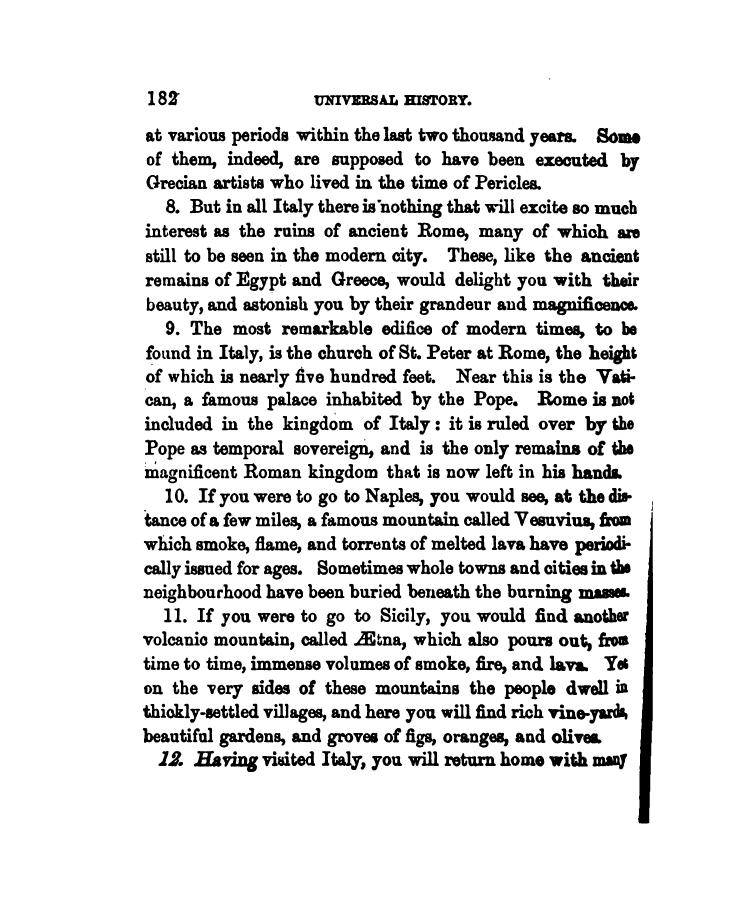 182 UNIVERSAL HISTORY.
at various periods within the last two thousand years. Some
of them, indeed, are supposed to have been executed by
Grecian artists who lived in the time of Pericles.
8. But in all Italy there is nothing that will excite so much
interest as the ruins of ancient Rome, many of which are
still to be seen in the modern city. These, like the ancient
remains of Egypt and Greece, would delight you with their
beauty, and astonish you by their grandeur and magnificence.
9. The most remarkable edifice of modern times, to be
found in Italy, is the church of St. Peter at Rome, the height
of which is nearly five hundred feet. Near this is the Vati-
can, a famous palace inhabited by the Pope. Rome is not
included in the kingdom of Italy: it is ruled over by the
Pope as temporal sovereign, and is the only remains of the
magnificent Roman kingdom that is now left in his hands.
10. If you were to go to Naples, you would see, at the dis-
tance of a few miles, a famous mountain called Vesuvius, from
which smoke, flame, and torrents of melted lava have periodi-
cally issued for ages. Sometimes whole towns and cities in the
neighbourhood have been buried beneath the burning masses.
11. If you were to go to Sicily, you would find another
volcanic mountain, called Ætna, which also pours out, from
time to time, immense volumes of smoke, fire, and lava. Yet
on the very sides of these mountains the people dwell in
thickly-settled villages, and here you will find rich vine-yards,
beautiful gardens, and groves of figs, oranges, and olives.
12. Having visited Italy, you will return home with many